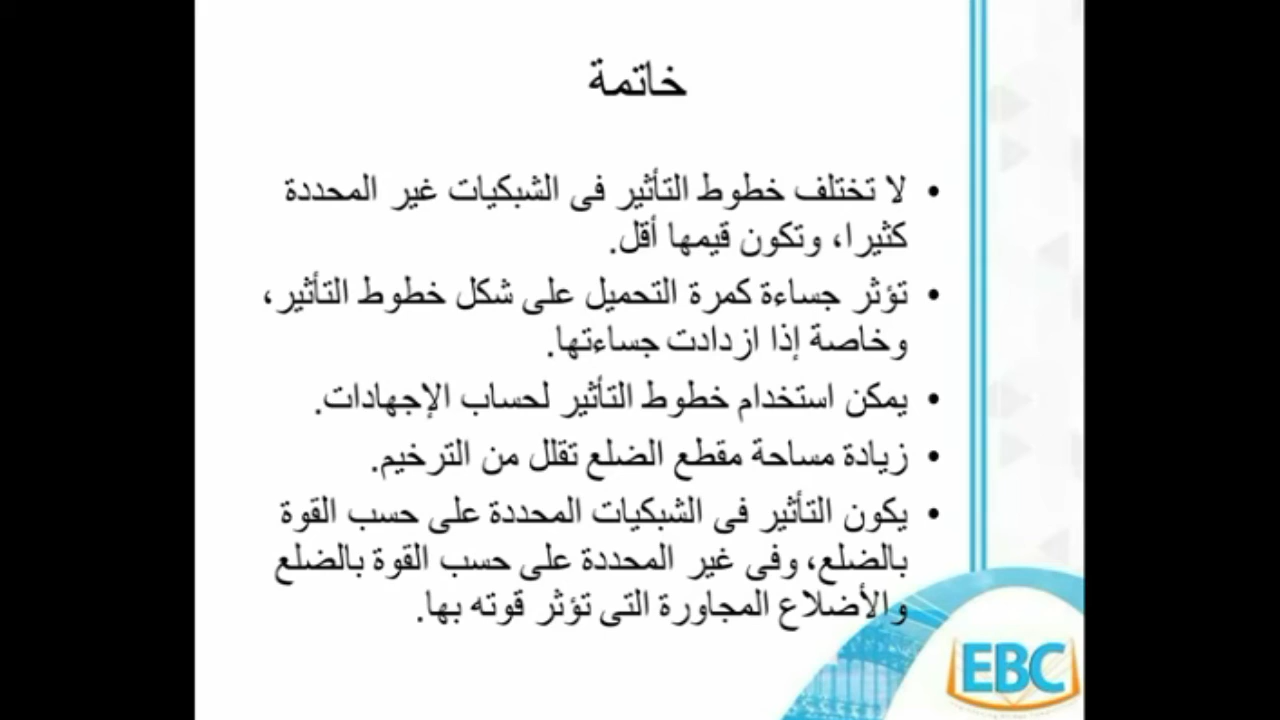 خاتمة
• لا تختلف خطوط التأثير فى الشبكيات غير المحددة
كثيرا، وتكون قيمها أقل.
• تؤثر جساءة كمرة التحميل على شكل خطوط التأثير،
وخاصة إذا ازدادت جساءتها.
• يمكن استخدام خطوط التأثير لحساب الإجهادات.
• زيادة مساحة مقطع الضلع تقلل من الترخيم.
• يكون التأثير فى الشبكيات المحددة على حسب القوة
بالضلع، وفى غير المحددة على حسب القوة بالضلع
والأضلاع المجاورة التى تؤثر قوته بها.
EBC